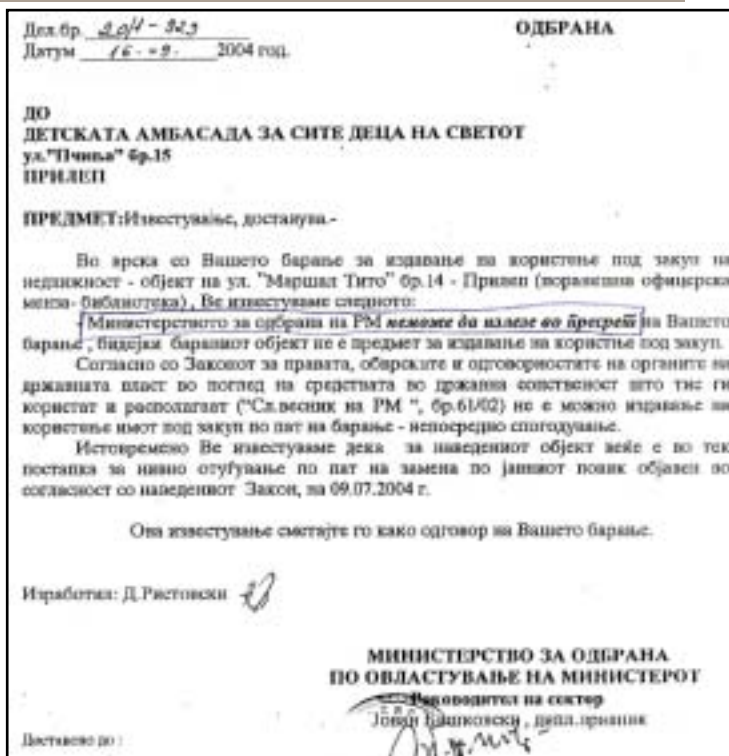 Дел.бр. 20/1-323
ОДБРАНА
Датум 16.-9.- 2004 год.
ДО
ДЕТСКАТА АМБАСАДА ЗА СИТЕ ДЕЦА НА СВЕТОТ
ул."Пчиња" бр.15
ПРИЛЕП
ПРЕДМЕТ:Известување, доставува.-
Во врска со Вашето барање за издавање на користење под закуп на
недвижност - објект на ул. "Маршал Тито" бр.14 - Прилеп (поранешна офицерска
менза- библиотека) , Ве известуваме следното:
-Министерството за одбрана на РМ неможе да излезе во пресрет на Вашето
барање , бидејќи бараниот објект не е предмет за издавање на користење под закуп.
Согласно со Законот за правата, обврските и одговорностите на органите на
државната власт во поглед на средствата во државна сопственост што тие ги
користат и располагаат ("Сл.весник на РМ ", бр.61/02) не е можно издавање на
користење имот под закуп по пат на барање - непосредно спогодување.
Истовремено Ве известуваме дека за наведениот објект веќе е во тек
постапка за нивно отуѓување по пат на замена по јавниот повик објавен во
согласност со наведениот Закон, на 09.07.2004 г.
Ова известување сметајте го како одговор на Вашето барање.
Изработил: Д.Ристовски
МИНИСТЕРСТВО ЗА ОДБРАНА
ПО ОВЛАСТУВАЊЕ НА МИНИСТЕРОТ
Раководител на сектор
Јован Башковски , дипл.правник
Доставено до :